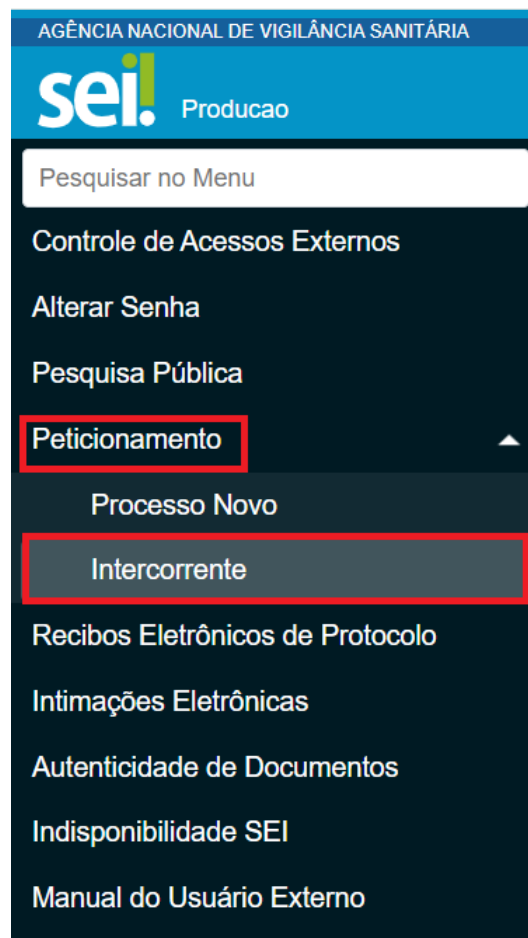 AGÊNCIA NACIONAL DE VIGILÂNCIA SANITÁRIA
sei!
Producao
Pesquisar no Menu
Controle de Acessos Externos
Alterar Senha
Pesquisa Pública
Peticionamento
Processo Novo
Intercorrente
Recibos Eletrônicos de Protocolo
Intimações Eletrônicas
Autenticidade de Documentos
Indisponibilidade SEI
Manual do Usuário Externo